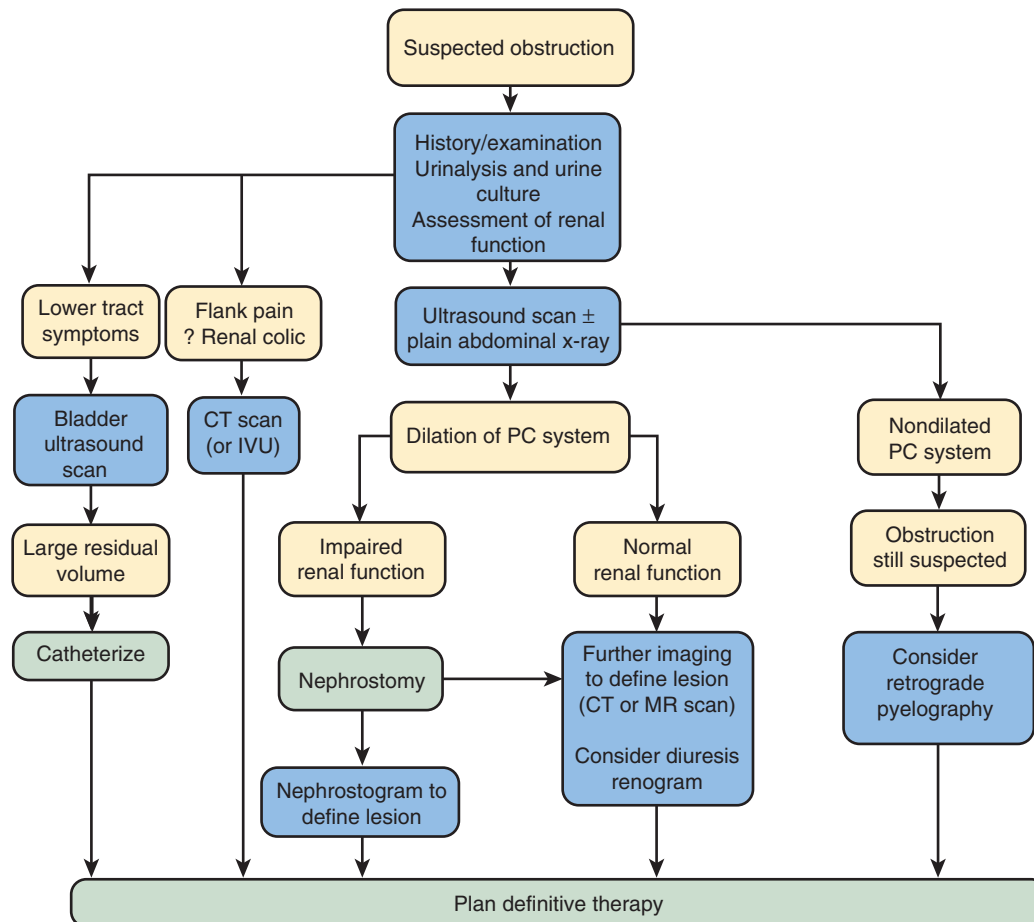 Suspected obstruction
History/examination
Urinalysis and urine
culture
Assessment of renal
function
Lower tract
symptoms
Flank pain
? Renal colic
Ultrasound scan ±
plain abdominal x-ray
Bladder
ultrasound
scan
CT scan
(or IVU)
Dilation of PC system
Nondilated
PC system
Large residual
volume
Impaired
renal function
Normal
renal function
Obstruction
still suspected
Catheterize
Nephrostomy
Further imaging
to define lesion
(CT or MR scan)
Consider diuresis
renogram
Consider
retrograde
pyelography
Nephrostogram to
define lesion
Plan definitive therapy